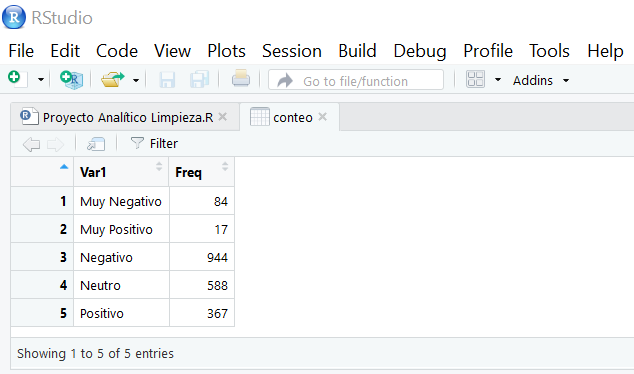 RStudio
File Edit Code View Plots Session Build Debug Profile Tools Help
Go to file/function Addins
Proyecto Analítico Limpieza.R conteo
Filter
Var1 Freq
1 Muy Negativo 84
2 Muy Positivo 17
3 Negativo 944
4 Neutro 588
5 Positivo 367
Showing 1 to 5 of 5 entries